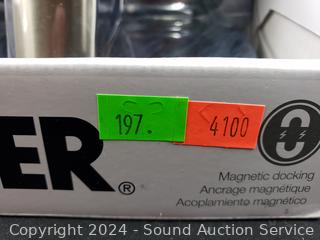 197.
4100
ER®
Magnetic docking
Ancrage magnétique
Acoplamiento magnético
Copyright 2024 - Sound Auction Service